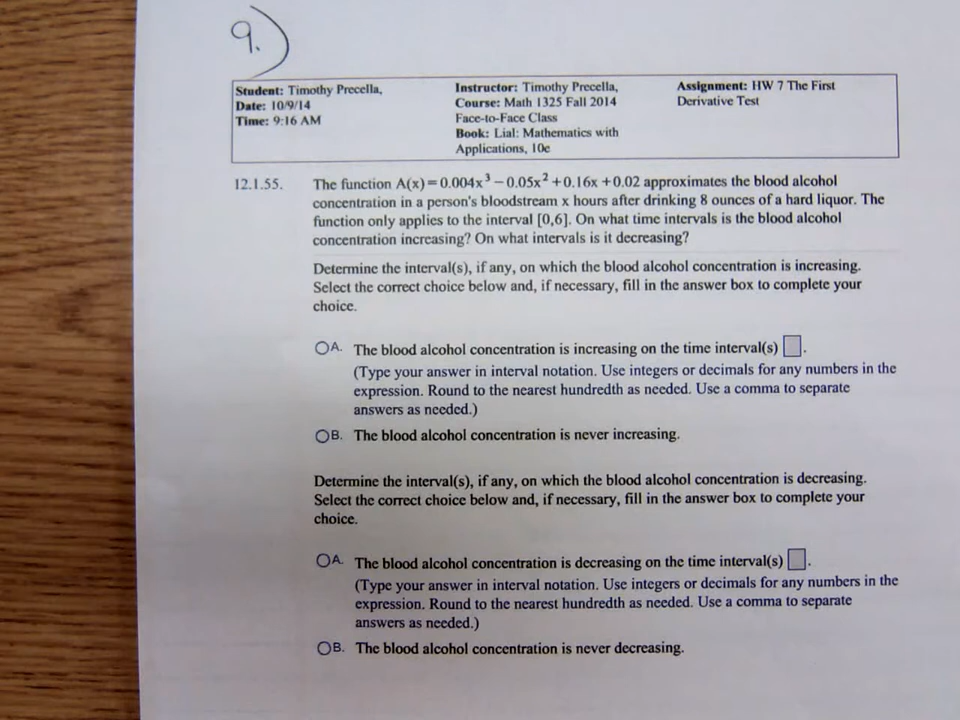 9.)
Student: Timothy Precella,
Date: 10/9/14
Time: 9:16 AM
Instructor: Timothy Precella,
Course: Math 1325 Fall 2014
Face-to-Face Class
Book: Lial: Mathematics with
Applications, 10e
Assignment: HW 7 The First
Derivative Test
12.1.55. The function A(x) = 0.004x³ − 0.05x² + 0.16x + 0.02 approximates the blood alcohol
concentration in a person's bloodstream x hours after drinking 8 ounces of a hard liquor. The
function only applies to the interval [0,6]. On what time intervals is the blood alcohol
concentration increasing? On what intervals is it decreasing?
Determine the interval(s), if any, on which the blood alcohol concentration is increasing.
Select the correct choice below and, if necessary, fill in the answer box to complete your
choice.
A. The blood alcohol concentration is increasing on the time interval(s) .
(Type your answer in interval notation. Use integers or decimals for any numbers in the
expression. Round to the nearest hundredth as needed. Use a comma to separate
answers as needed.)
B. The blood alcohol concentration is never increasing.
Determine the interval(s), if any, on which the blood alcohol concentration is decreasing.
Select the correct choice below and, if necessary, fill in the answer box to complete your
choice.
A. The blood alcohol concentration is decreasing on the time interval(s) .
(Type your answer in interval notation. Use integers or decimals for any numbers in the
expression. Round to the nearest hundredth as needed. Use a comma to separate
answers as needed.)
B. The blood alcohol concentration is never decreasing.